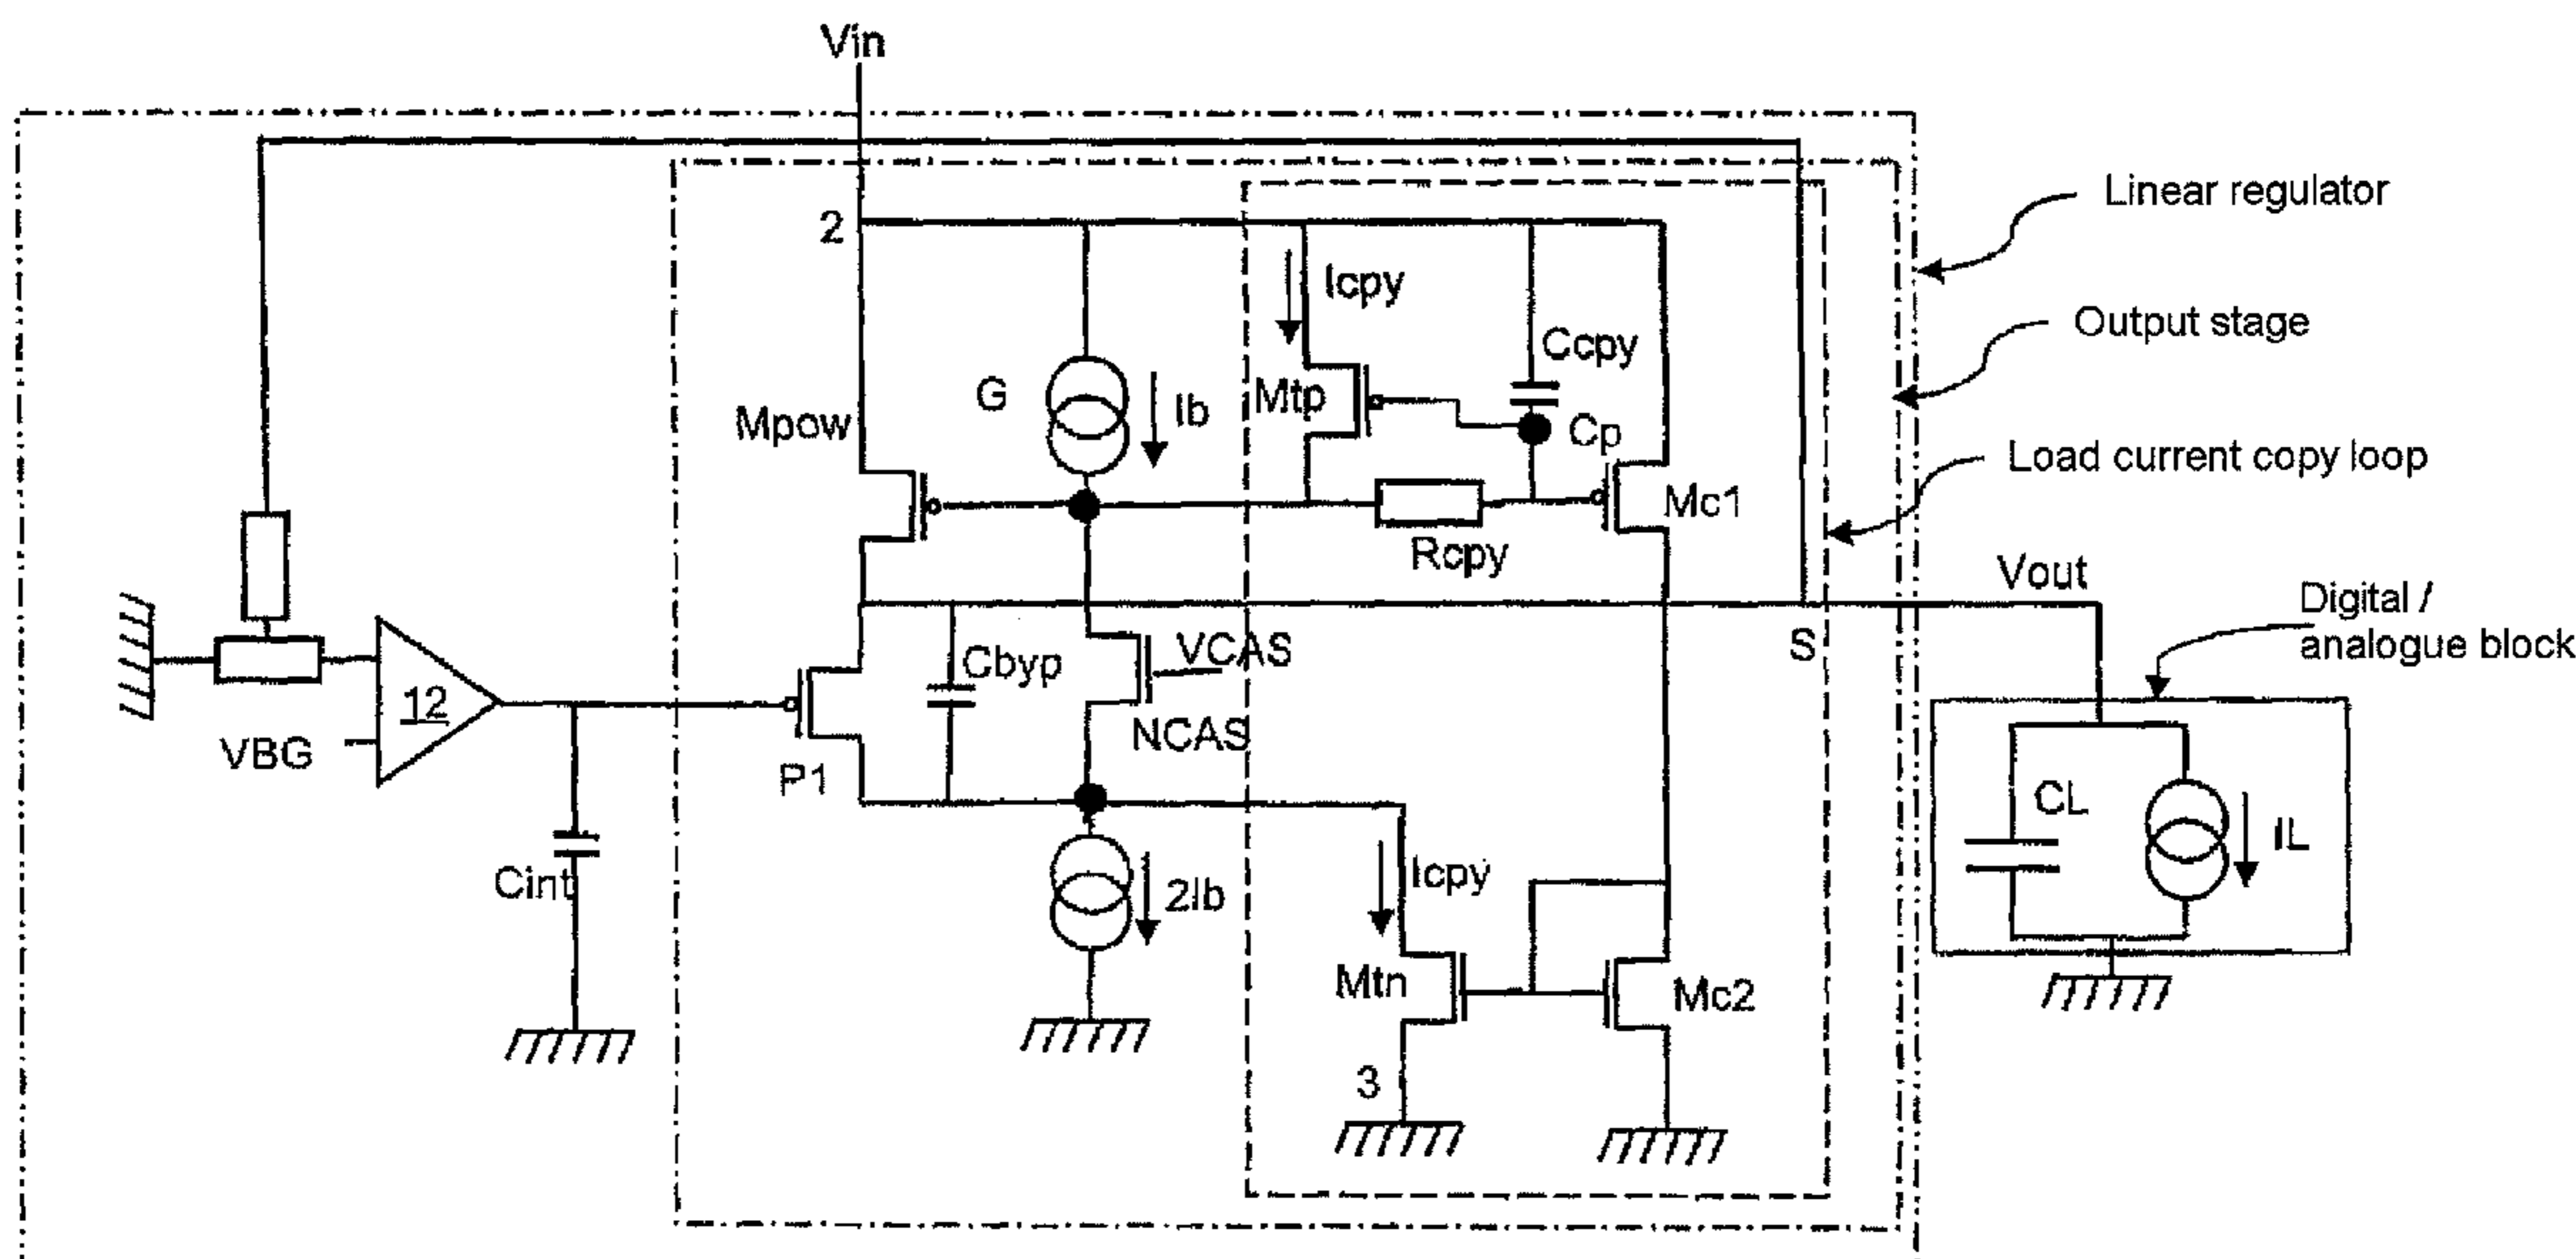 Vin
Linear regulator
2
Icpy
Output stage
Ccpy
G
Ib
Mtp
Mpow
Cp
Load current copy loop
Mc1
Rcpy
Vout
Digital /
analogue block
S
Cbyp
VCAS
12
NCAS
VBG
P1
CL
IL
Cint
2Ib
Icpy
Mtn
Mc2
3